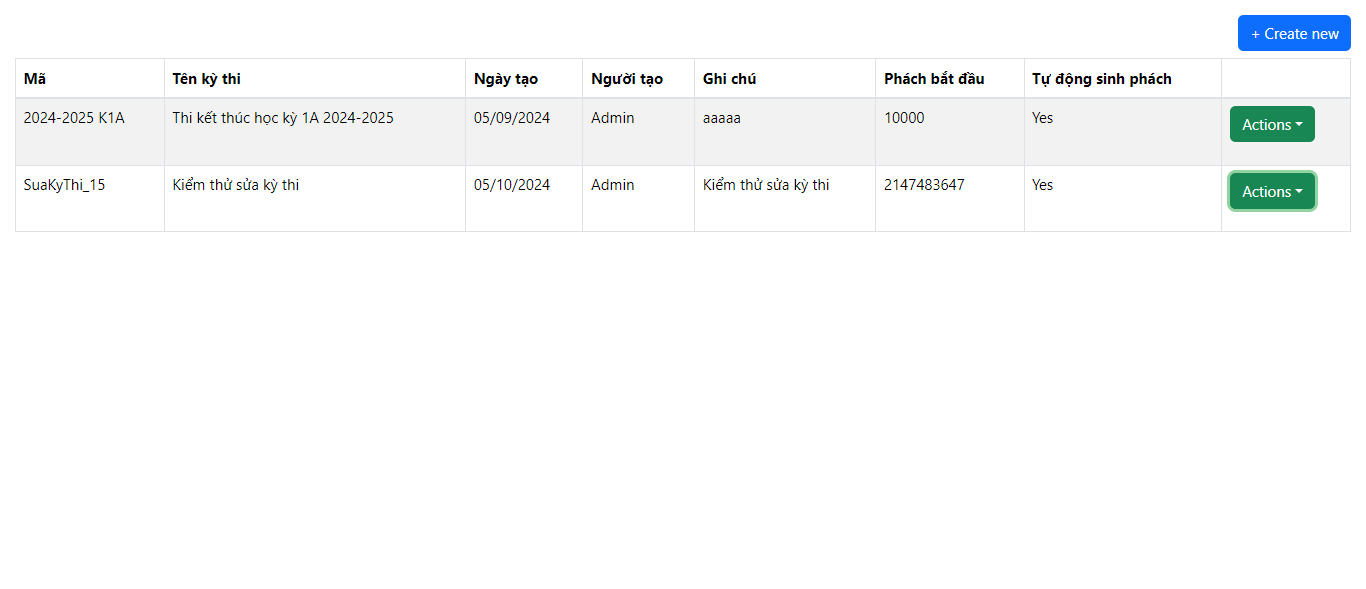 + Create new
Mã Tên kỳ thi Ngày tạo Người tạo Ghi chú Phách bắt đầu Tự động sinh phách
2024-2025 K1A Thi kết thúc học kỳ 1A 2024-2025 05/09/2024 Admin aaaaa 10000 Yes Actions
SuaKyThi_15 Kiểm thử sửa kỳ thi 05/10/2024 Admin Kiểm thử sửa kỳ thi 2147483647 Yes Actions